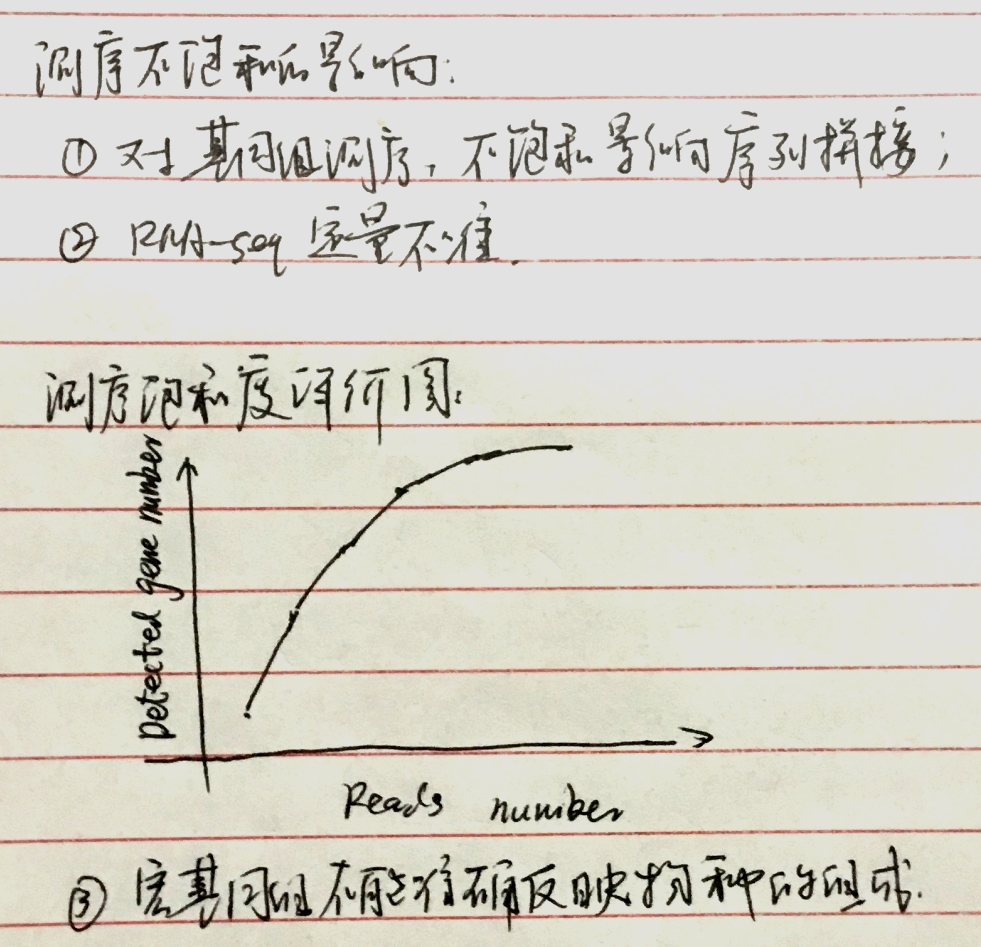 测序不饱和的影响:
① 对基因组测序,不饱和影响序列拼接;
② RNA-seq 定量不准.
测序饱和度评价图:
Detected gene number
Reads number
③ 宏基因组不能准确反映物种的组成.